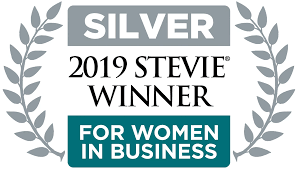 SILVER
2019 STEVIE®
WINNER
FOR WOMEN
IN BUSINESS